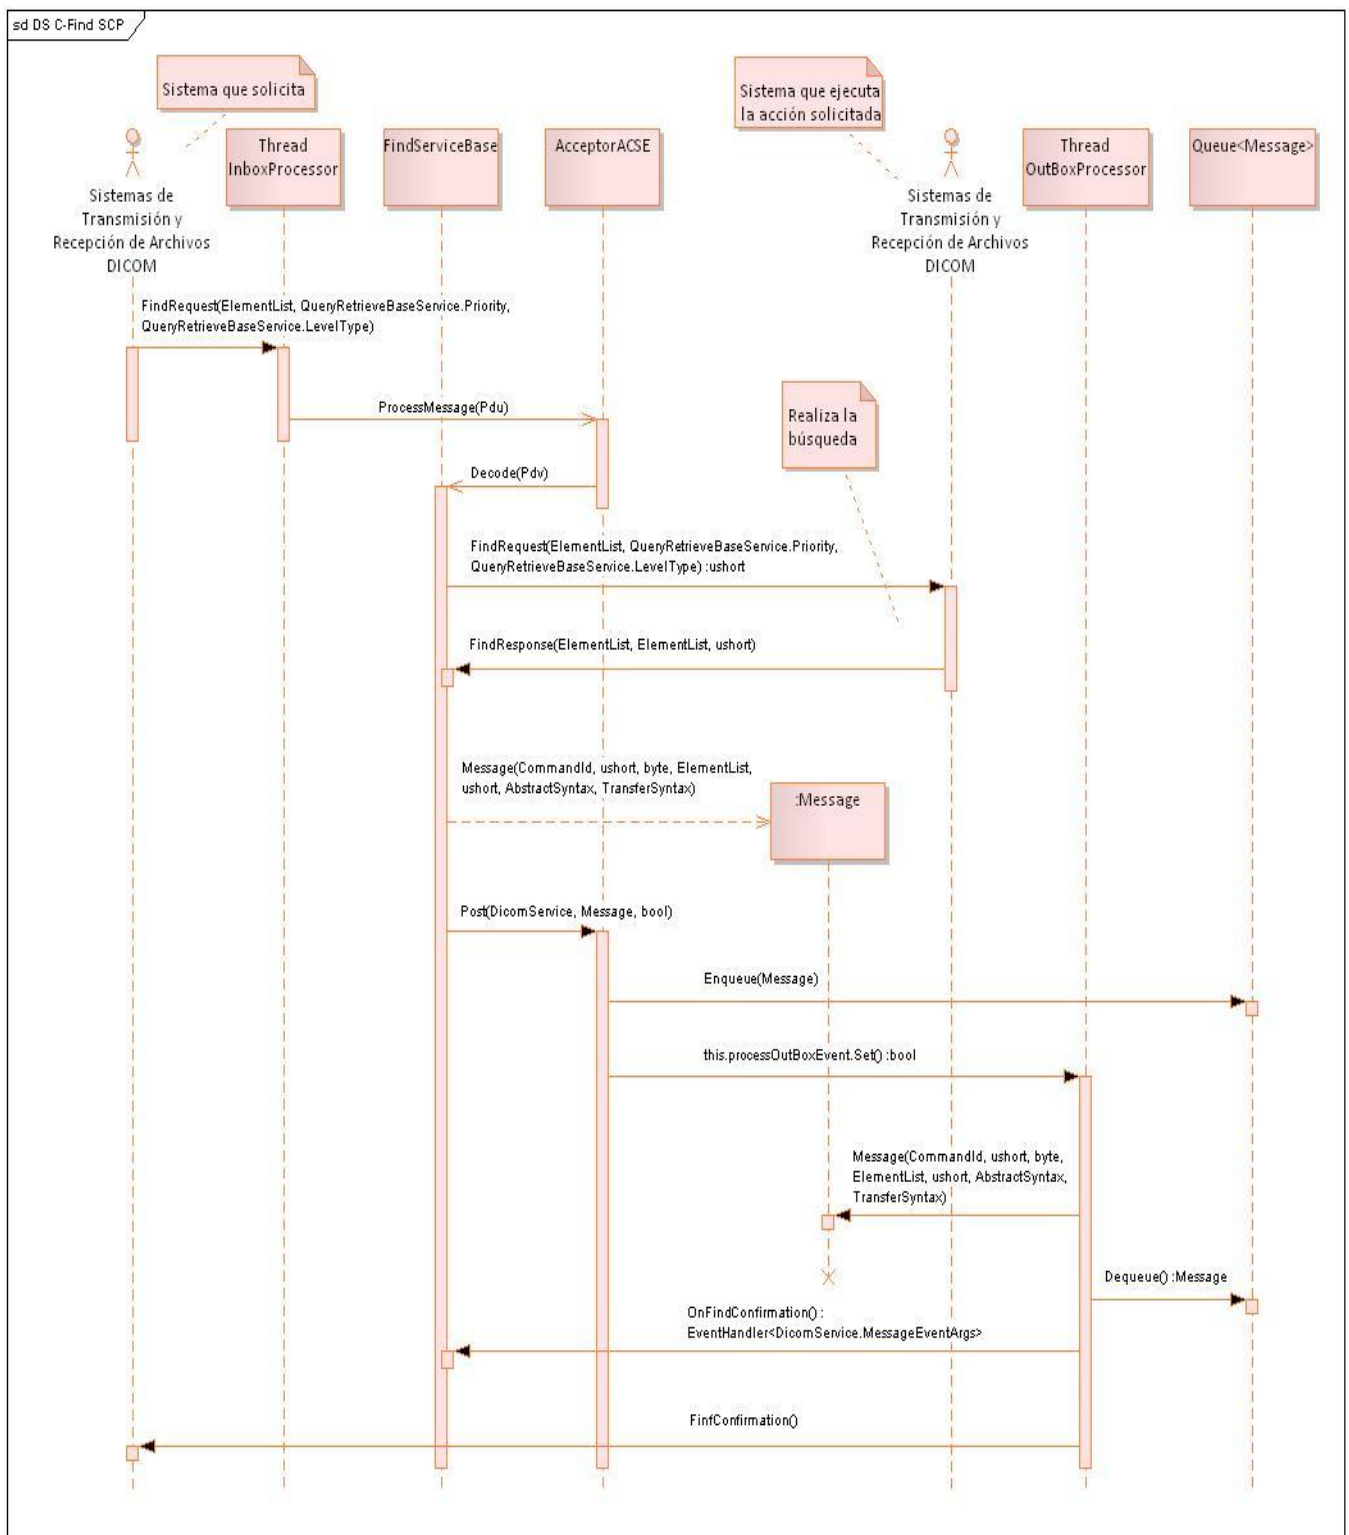 sd DS C-Find SCP
Sistema que solicita
Sistema que ejecuta
la acción solicitada
Thread
InboxProcessor
FindServiceBase
AcceptorACSE
Thread
OutBoxProcessor
Queue<Message>
Sistemas de
Transmisión y
Recepción de Archivos
DICOM
Sistemas de
Transmisión y
Recepción de Archivos
DICOM
FindRequest(ElementList, QueryRetrieveBaseService.Priority,
QueryRetrieveBaseService.LevelType)
ProcessMessage(Pdu)
Realiza la
búsqueda
Decode(Pdv)
FindRequest(ElementList, QueryRetrieveBaseService.Priority,
QueryRetrieveBaseService.LevelType) :ushort
FindResponse(ElementList, ElementList, ushort)
Message(CommandId, ushort, byte, ElementList,
ushort, AbstractSyntax, TransferSyntax)
:Message
Post(DicomService, Message, bool)
Enqueue(Message)
this.processOutBoxEvent.Set() :bool
Message(CommandId, ushort, byte,
ElementList, ushort, AbstractSyntax,
TransferSyntax)
Dequeue() :Message
OnFindConfirmation() :
EventHandler<DicomService.MessageEventArgs>
FinfConfirmation()